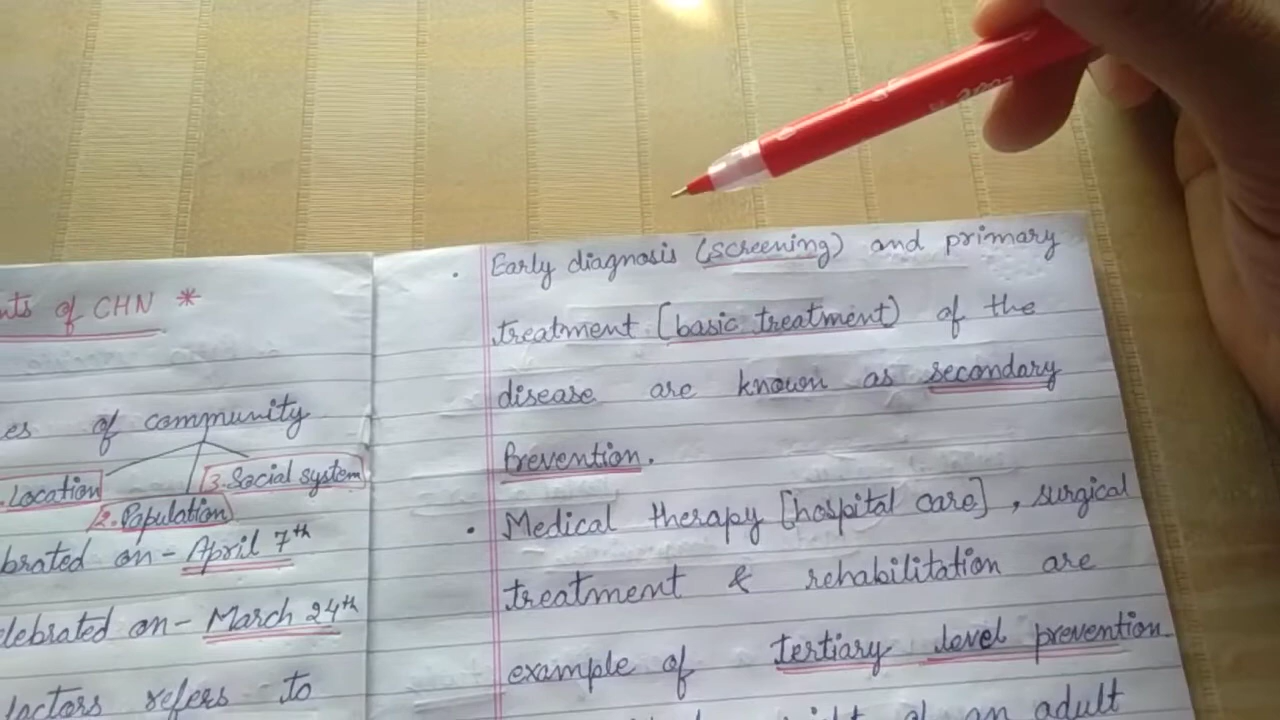 nts of CHN *
es of community
Location
3. Social system
2. Population
brated on - April 7th
lebrated on - March 24th
factors refers to
• Early diagnosis (screening) and primary
treatment [basic treatment) of the
disease are known as secondary
Prevention.
• Medical therapy [hospital care], surgical
treatment & rehabilitation are
example of tertiary level prevention
of an adult